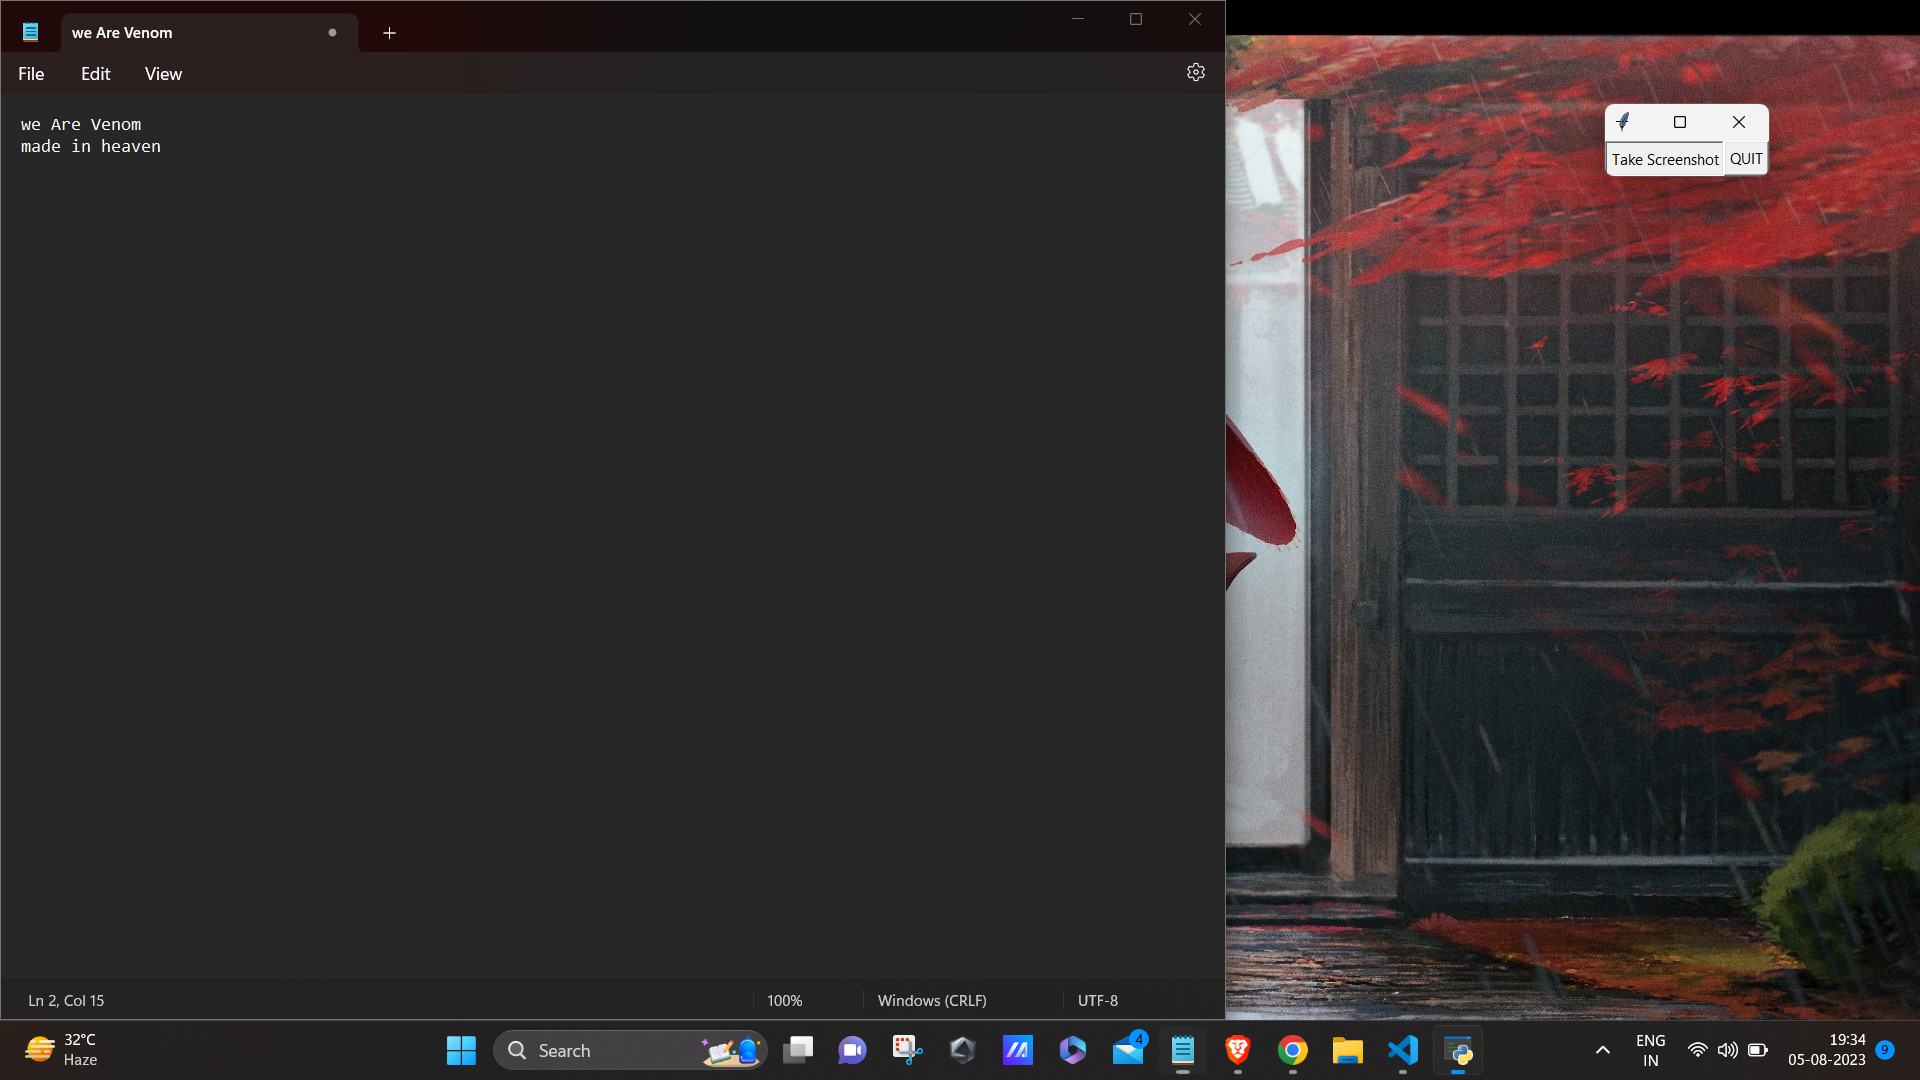 we Are Venom
File Edit View
we Are Venom
made in heaven
Take Screenshot QUIT
Ln 2, Col 15 100% Windows (CRLF) UTF-8
32°C
Haze
Search
4
ENG
IN
19:34
05-08-2023
9